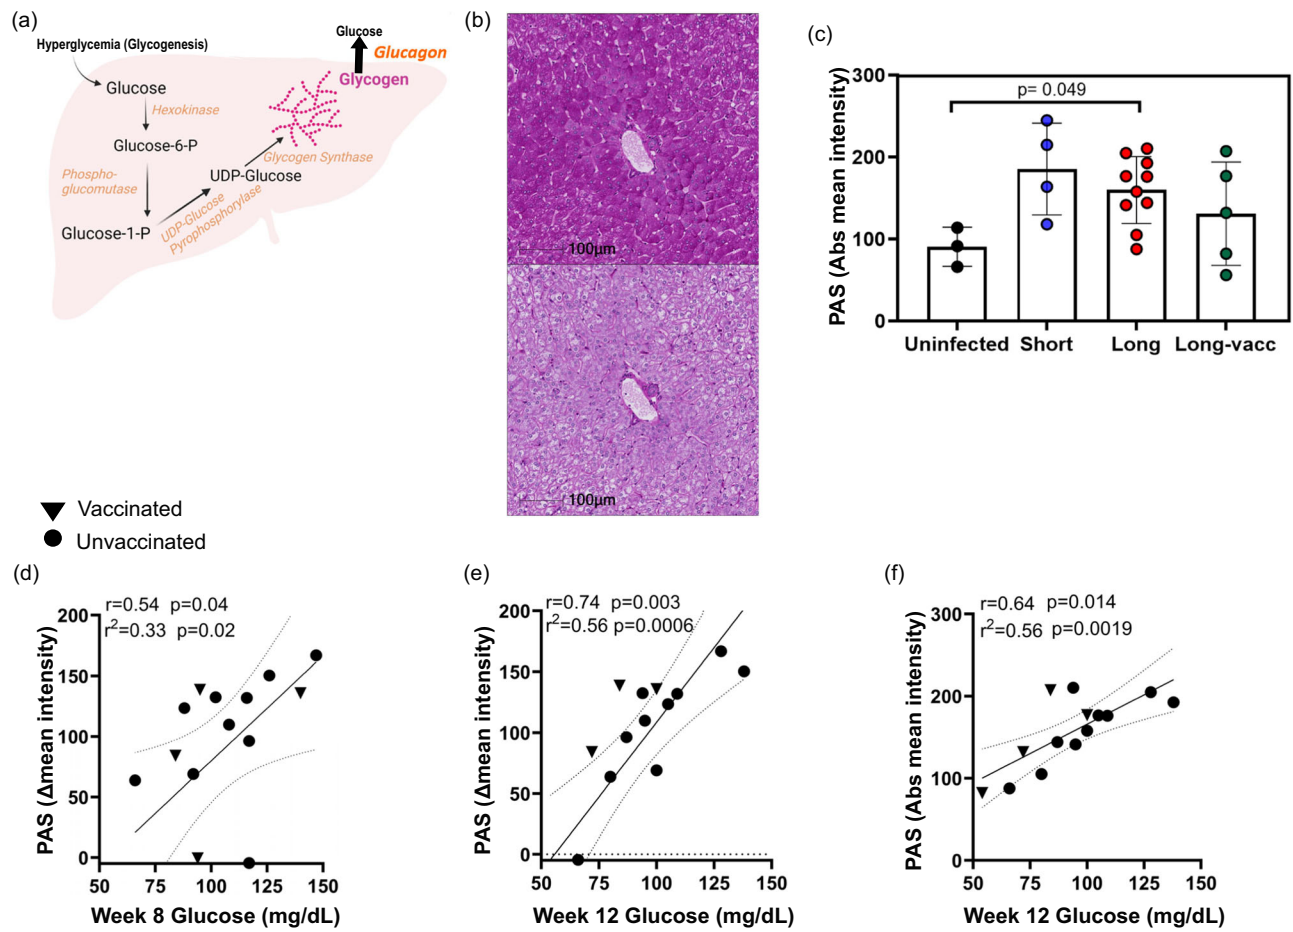 (a)
Hyperglycemia (Glycogenesis)
Glucose
Hexokinase
Glucose-6-P
Phospho-
glucomutase
Glucose-1-P
UDP-Glucose
Pyrophosphorylase
UDP-Glucose
Glycogen Synthase
Glycogen
Glucose
Glucagon
(b)
100µm
100µm
(c)
PAS (Abs mean intensity)
300
200
100
0
p= 0.049
Uninfected Short Long Long-vacc
Vaccinated
Unvaccinated
(d)
r=0.54 p=0.04
r²=0.33 p=0.02
PAS (Δmean intensity)
200
150
100
50
0
50 75 100 125 150
Week 8 Glucose (mg/dL)
(e)
r=0.74 p=0.003
r²=0.56 p=0.0006
PAS (Δmean intensity)
200
150
100
50
0
50 75 100 125 150
Week 12 Glucose (mg/dL)
(f)
r=0.64 p=0.014
r²=0.56 p=0.0019
PAS (Abs mean intensity)
300
200
100
0
50 100 150
Week 12 Glucose (mg/dL)